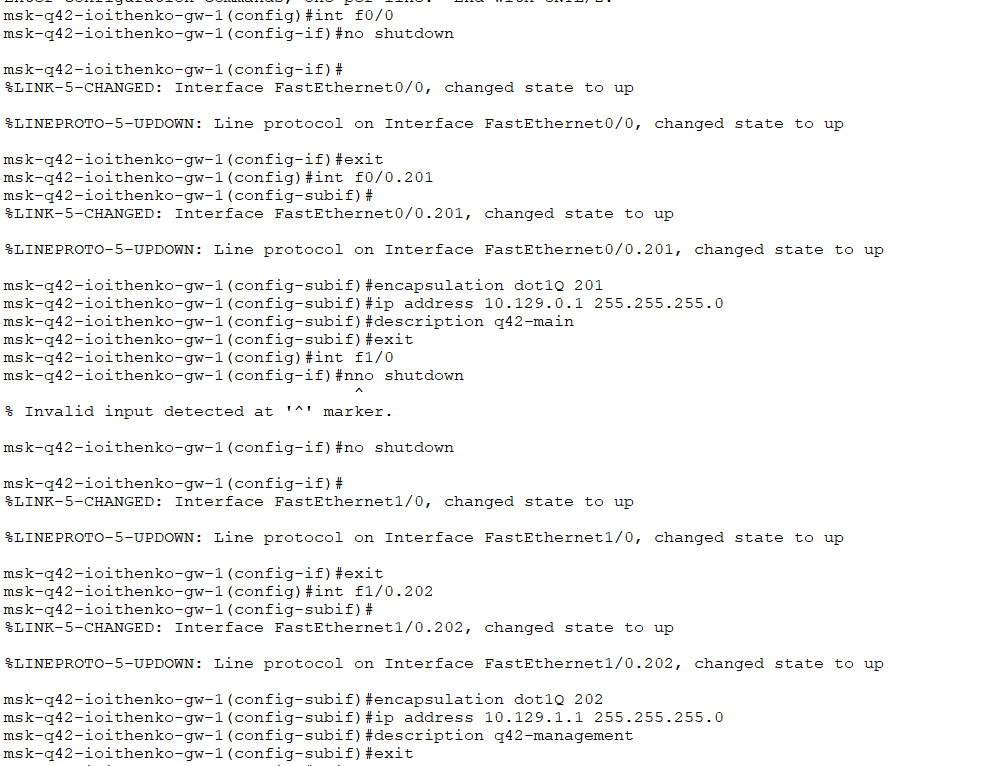 msk-q42-ioithenko-gw-1(config)#int f0/0
msk-q42-ioithenko-gw-1(config-if)#no shutdown
msk-q42-ioithenko-gw-1(config-if)#
%LINK-5-CHANGED: Interface FastEthernet0/0, changed state to up
%LINEPROTO-5-UPDOWN: Line protocol on Interface FastEthernet0/0, changed state to up
msk-q42-ioithenko-gw-1(config-if)#exit
msk-q42-ioithenko-gw-1(config)#int f0/0.201
msk-q42-ioithenko-gw-1(config-subif)#
%LINK-5-CHANGED: Interface FastEthernet0/0.201, changed state to up
%LINEPROTO-5-UPDOWN: Line protocol on Interface FastEthernet0/0.201, changed state to up
msk-q42-ioithenko-gw-1(config-subif)#encapsulation dot1Q 201
msk-q42-ioithenko-gw-1(config-subif)#ip address 10.129.0.1 255.255.255.0
msk-q42-ioithenko-gw-1(config-subif)#description q42-main
msk-q42-ioithenko-gw-1(config-subif)#exit
msk-q42-ioithenko-gw-1(config)#int f1/0
msk-q42-ioithenko-gw-1(config-if)#nno shutdown
^
% Invalid input detected at '^' marker.
msk-q42-ioithenko-gw-1(config-if)#no shutdown
msk-q42-ioithenko-gw-1(config-if)#
%LINK-5-CHANGED: Interface FastEthernet1/0, changed state to up
%LINEPROTO-5-UPDOWN: Line protocol on Interface FastEthernet1/0, changed state to up
msk-q42-ioithenko-gw-1(config-if)#exit
msk-q42-ioithenko-gw-1(config)#int f1/0.202
msk-q42-ioithenko-gw-1(config-subif)#
%LINK-5-CHANGED: Interface FastEthernet1/0.202, changed state to up
%LINEPROTO-5-UPDOWN: Line protocol on Interface FastEthernet1/0.202, changed state to up
msk-q42-ioithenko-gw-1(config-subif)#encapsulation dot1Q 202
msk-q42-ioithenko-gw-1(config-subif)#ip address 10.129.1.1 255.255.255.0
msk-q42-ioithenko-gw-1(config-subif)#description q42-management
msk-q42-ioithenko-gw-1(config-subif)#exit